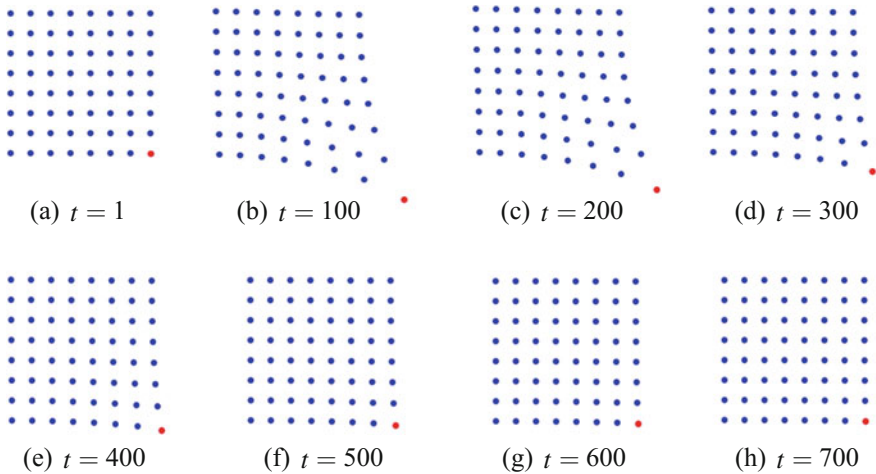 (a) t = 1
(b) t = 100
(c) t = 200
(d) t = 300
(e) t = 400
(f) t = 500
(g) t = 600
(h) t = 700